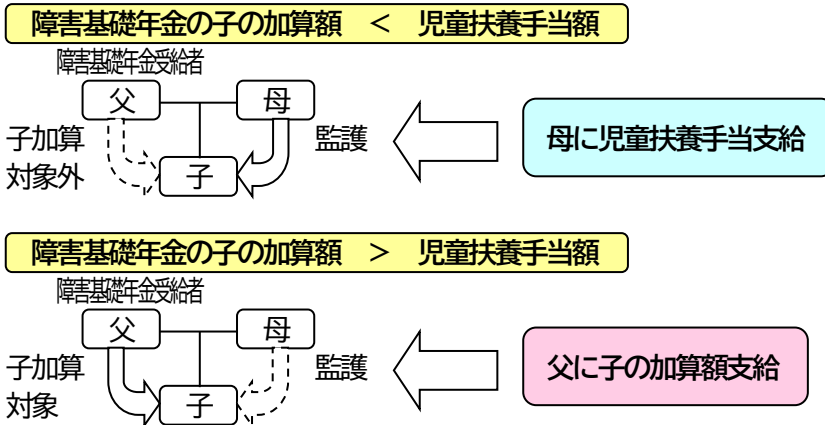 障害基礎年金の子の加算額 ＜ 児童扶養手当額
障害基礎年金受給者
父 母
子加算 監護 母に児童扶養手当支給
対象外 子
障害基礎年金の子の加算額 ＞ 児童扶養手当額
障害基礎年金受給者
父 母
子加算 監護 父に子の加算額支給
対象 子